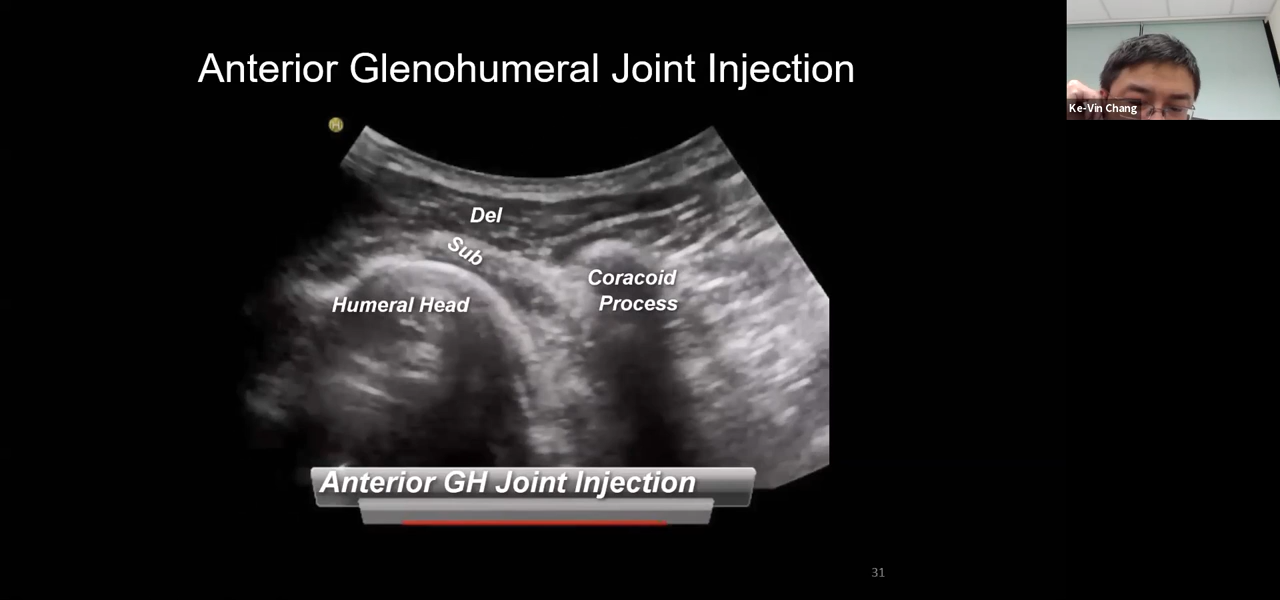 Anterior Glenohumeral Joint Injection
Ke-Vin Chang
H
Del
Sub
Coracoid
Process
Humeral Head
Anterior GH Joint Injection
31